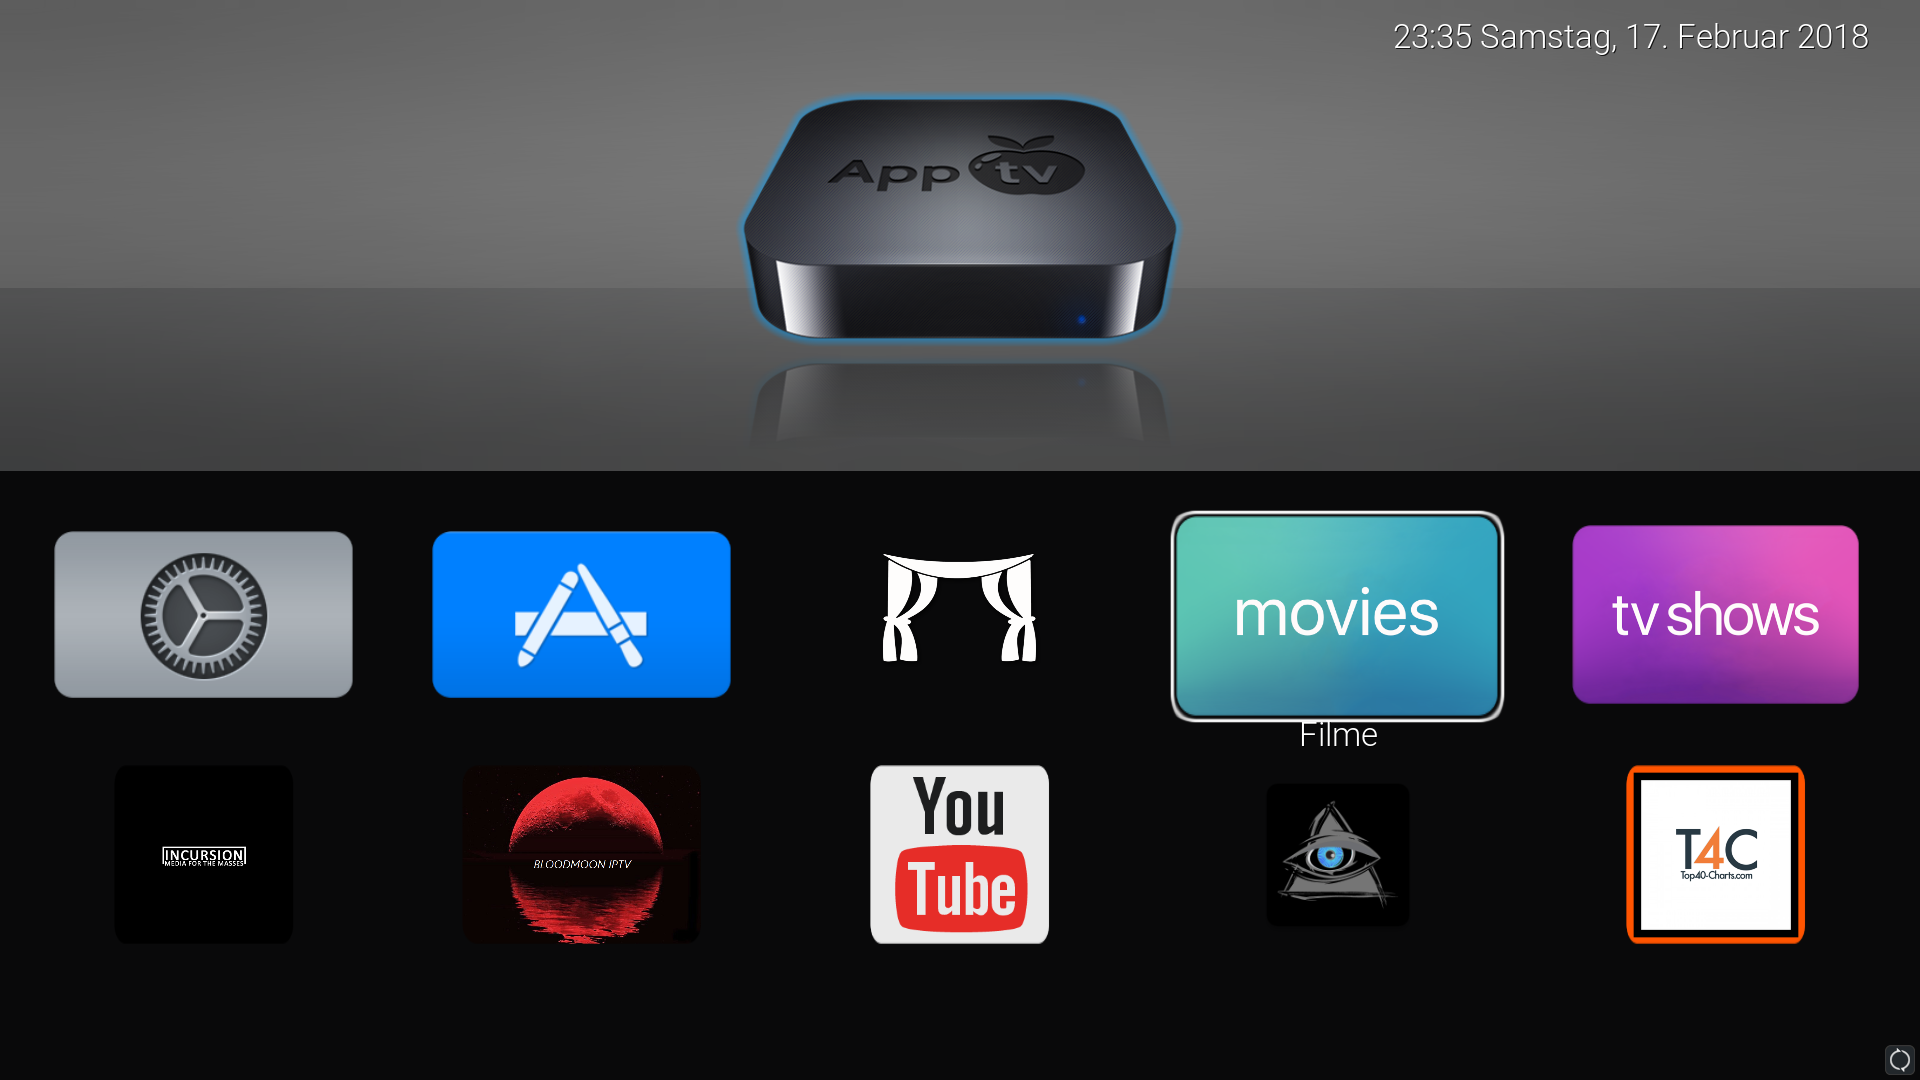 23:35 Samstag, 17. Februar 2018
App tv
movies
tv shows
Filme
INCURSION
MEDIA FOR THE MASSES
BLOODMOON IPTV
You
Tube
T4C
Top40-Charts.com